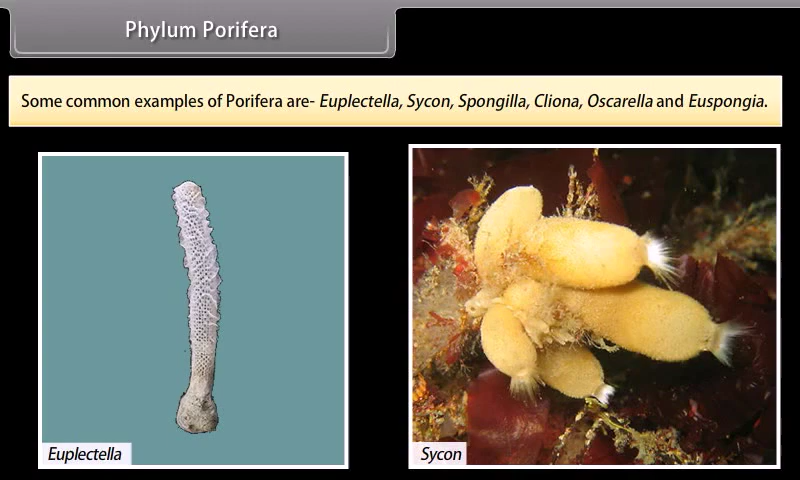 Phylum Porifera
Some common examples of Porifera are- Euplectella, Sycon, Spongilla, Cliona, Oscarella and Euspongia.
Euplectella
Sycon